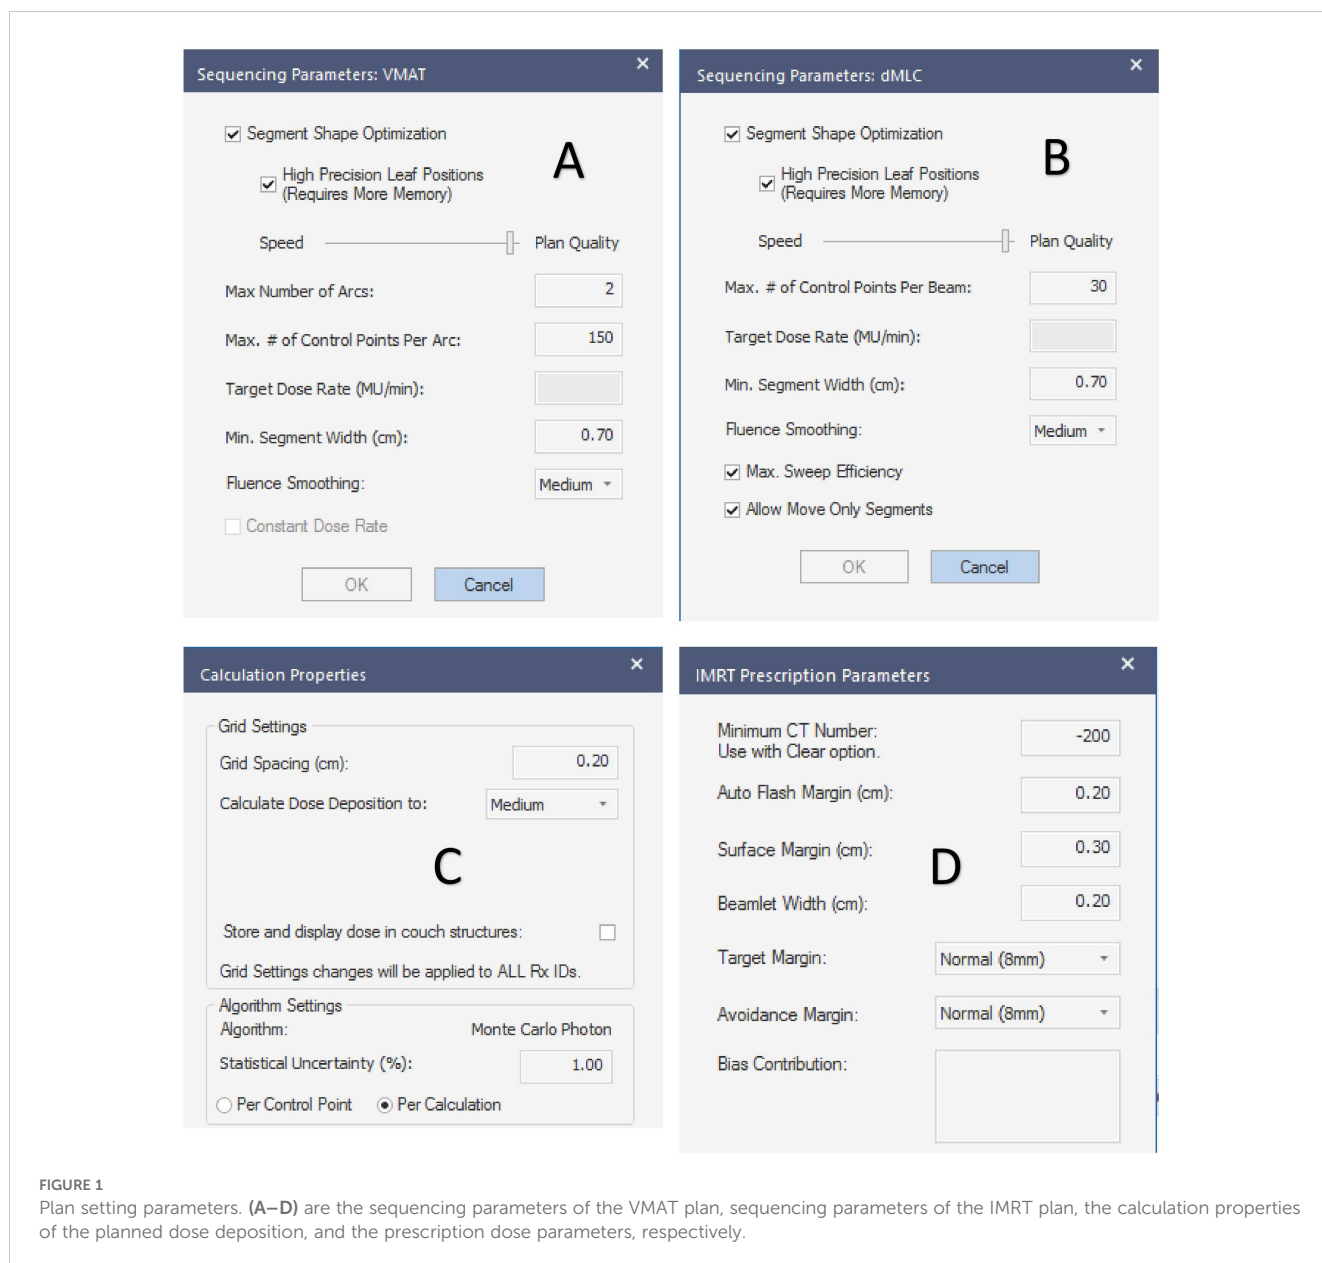 Sequencing Parameters: VMAT
Segment Shape Optimization
High Precision Leaf Positions
(Requires More Memory)
A
Speed
Plan Quality
Max Number of Arcs:
2
Max. # of Control Points Per Arc:
150
Target Dose Rate (MU/min):
Min. Segment Width (cm):
0.70
Fluence Smoothing:
Medium
Constant Dose Rate
OK
Cancel
Sequencing Parameters: dMLC
Segment Shape Optimization
High Precision Leaf Positions
(Requires More Memory)
B
Speed
Plan Quality
Max. # of Control Points Per Beam:
30
Target Dose Rate (MU/min):
Min. Segment Width (cm):
0.70
Fluence Smoothing:
Medium
Max. Sweep Efficiency
Allow Move Only Segments
OK
Cancel
Calculation Properties
Grid Settings
Grid Spacing (cm):
0.20
Calculate Dose Deposition to:
Medium
C
Store and display dose in couch structures:
Grid Settings changes will be applied to ALL Rx IDs.
Algorithm Settings
Algorithm:
Monte Carlo Photon
Statistical Uncertainty (%):
1.00
Per Control Point
Per Calculation
IMRT Prescription Parameters
Minimum CT Number:
Use with Clear option.
-200
Auto Flash Margin (cm):
0.20
Surface Margin (cm):
0.30
D
Beamlet Width (cm):
0.20
Target Margin:
Normal (8mm)
Avoidance Margin:
Normal (8mm)
Bias Contribution:
FIGURE 1
Plan setting parameters. (A–D) are the sequencing parameters of the VMAT plan, sequencing parameters of the IMRT plan, the calculation properties
of the planned dose deposition, and the prescription dose parameters, respectively.